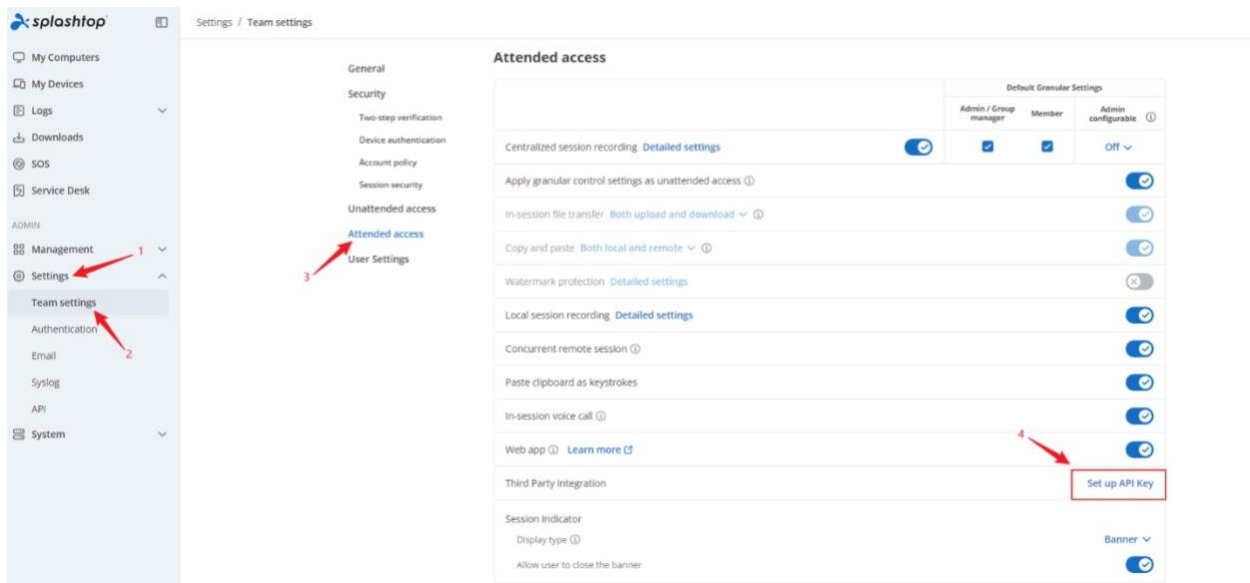 splashtop
Settings / Team settings
My Computers
My Devices
Logs
Downloads
SOS
Service Desk
ADMIN
Management
1
Settings
Team settings
2
Authentication
Email
Syslog
API
System
General
Security
Two-step verification
Device authentication
Account policy
Session security
Unattended access
Attended access
3
User Settings
Attended access
Default Granular Settings
Admin / Group manager
Member
Admin configurable
Centralized session recording Detailed settings
Off
Apply granular control settings as unattended access
In-session file transfer Both upload and download
Copy and paste Both local and remote
Watermark protection Detailed settings
Local session recording Detailed settings
Concurrent remote session
Paste clipboard as keystrokes
In-session voice call
4
Web app Learn more
Third Party Integration Set up API Key
Session Indicator
Display type Banner
Allow user to close the banner